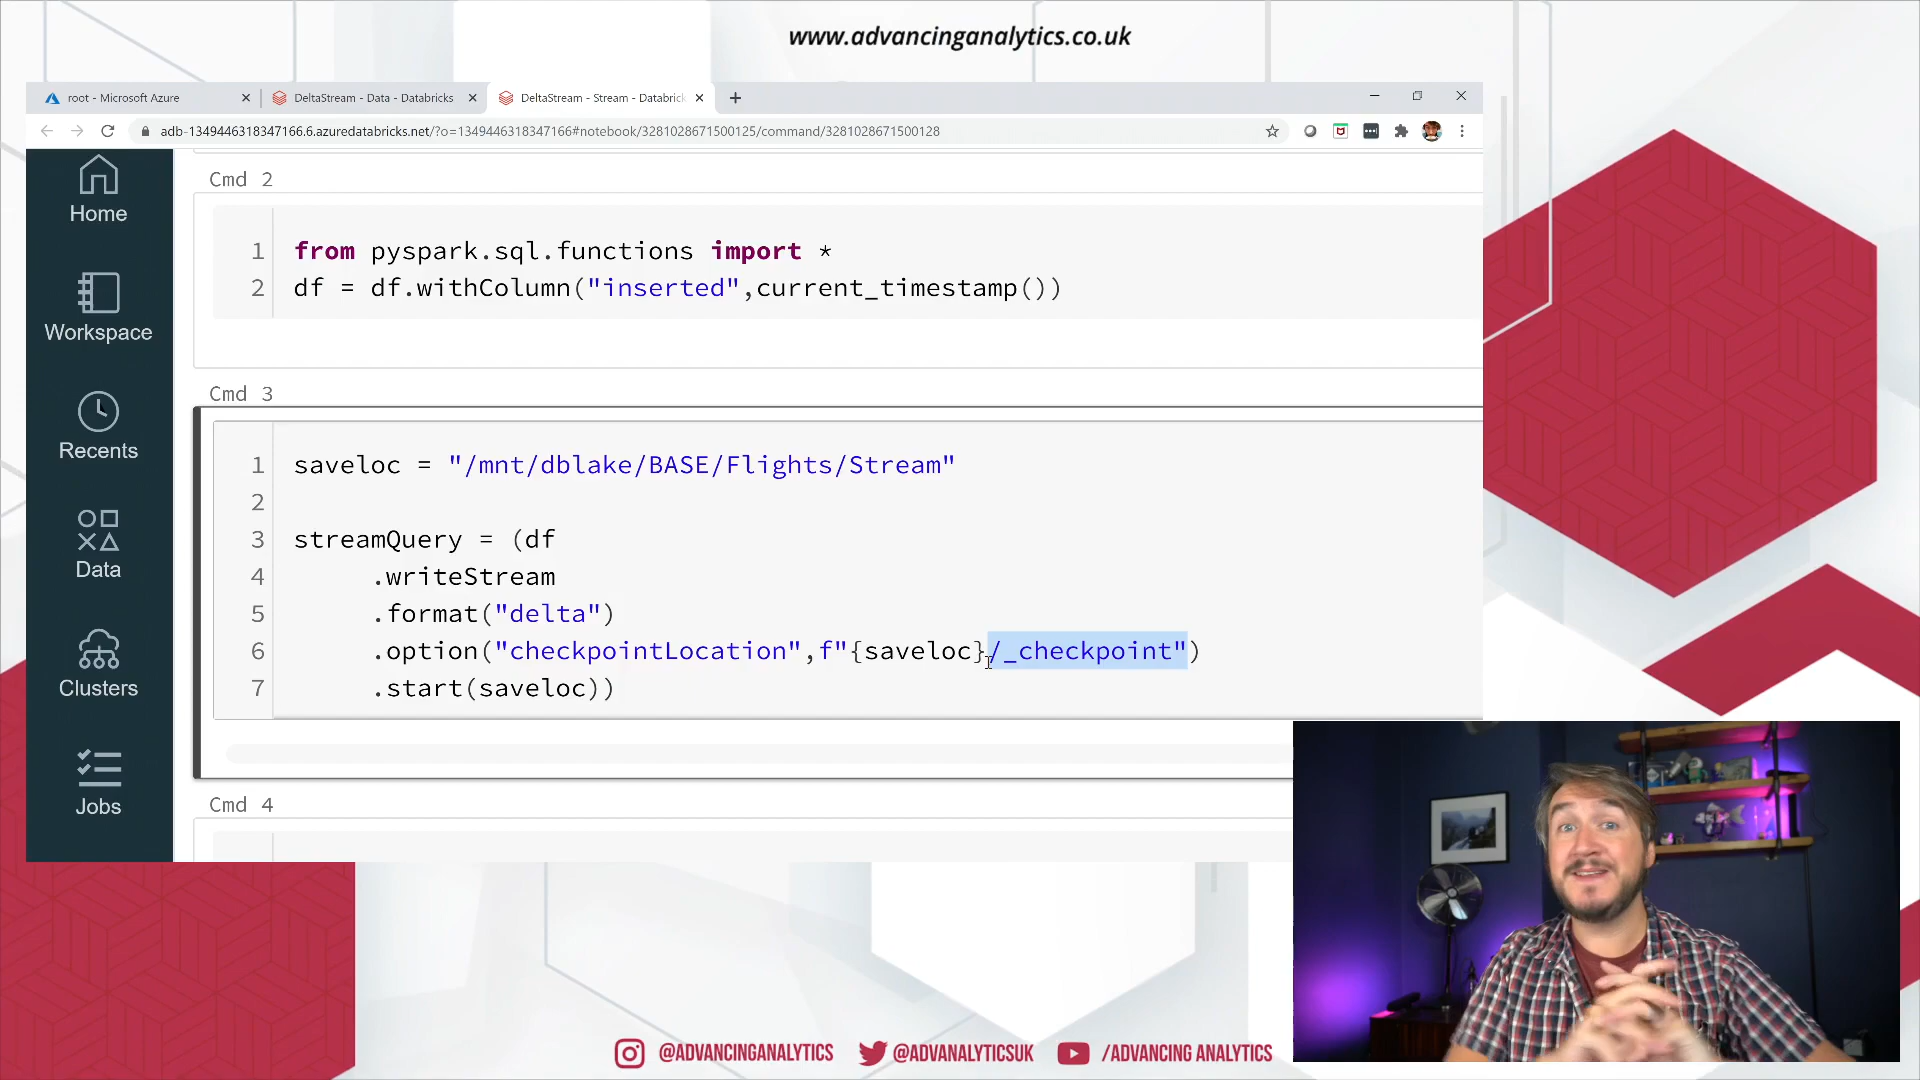 www.advancinganalytics.co.uk
root - Microsoft Azure
DeltaStream - Data - Databricks
DeltaStream - Stream - Databric
adb-1349446318347166.6.azuredatabricks.net/?o=1349446318347166#notebook/3281028671500125/command/3281028671500128
Home
Workspace
Recents
Data
Clusters
Jobs
Cmd 2
1 from pyspark.sql.functions import *
2 df = df.withColumn("inserted",current_timestamp())
Cmd 3
1 saveloc = "/mnt/dblake/BASE/Flights/Stream"
2
3 streamQuery = (df
4 .writeStream
5 .format("delta")
6 .option("checkpointLocation",f"{saveloc}/_checkpoint")
7 .start(saveloc))
Cmd 4
@ADVANCINGANALYTICS
@ADVANALYTICSUK
/ADVANCING ANALYTICS